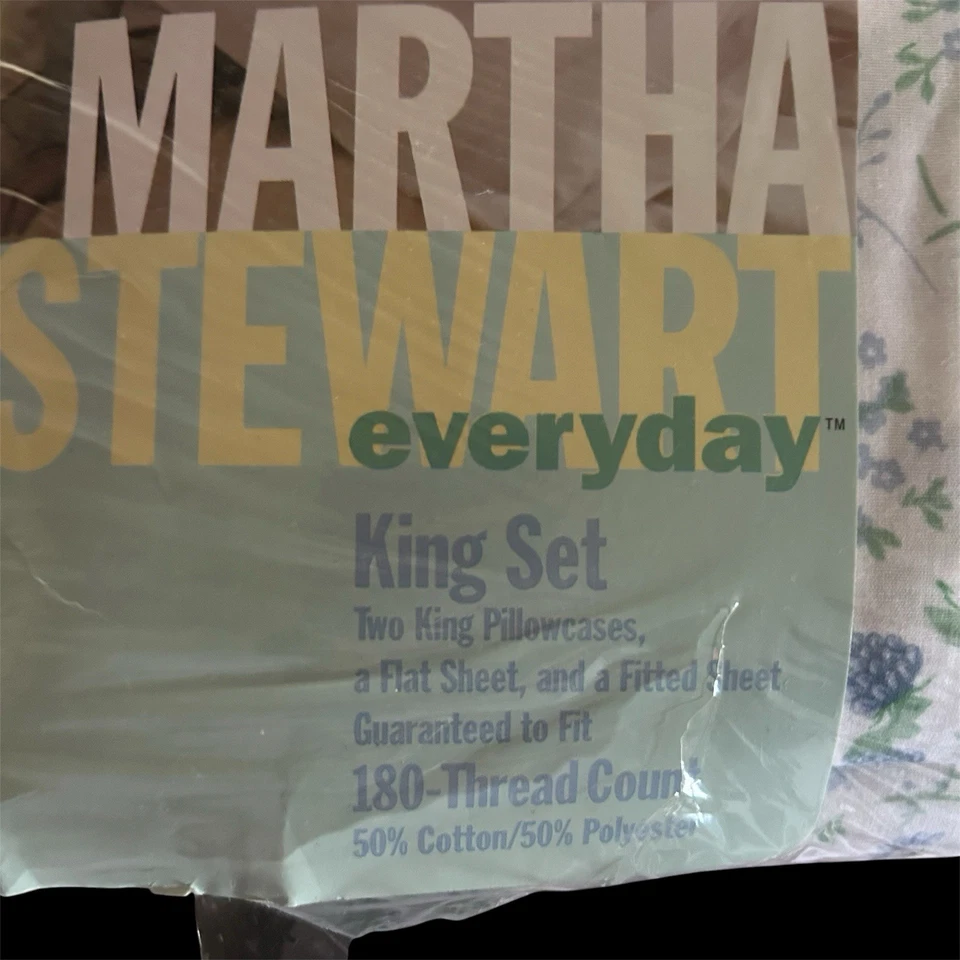 MARTHA
STEWART
everyday™
King Set
Two King Pillowcases,
a Flat Sheet, and a Fitted Sheet
Guaranteed to Fit
180-Thread Count
50% Cotton/50% Polyester